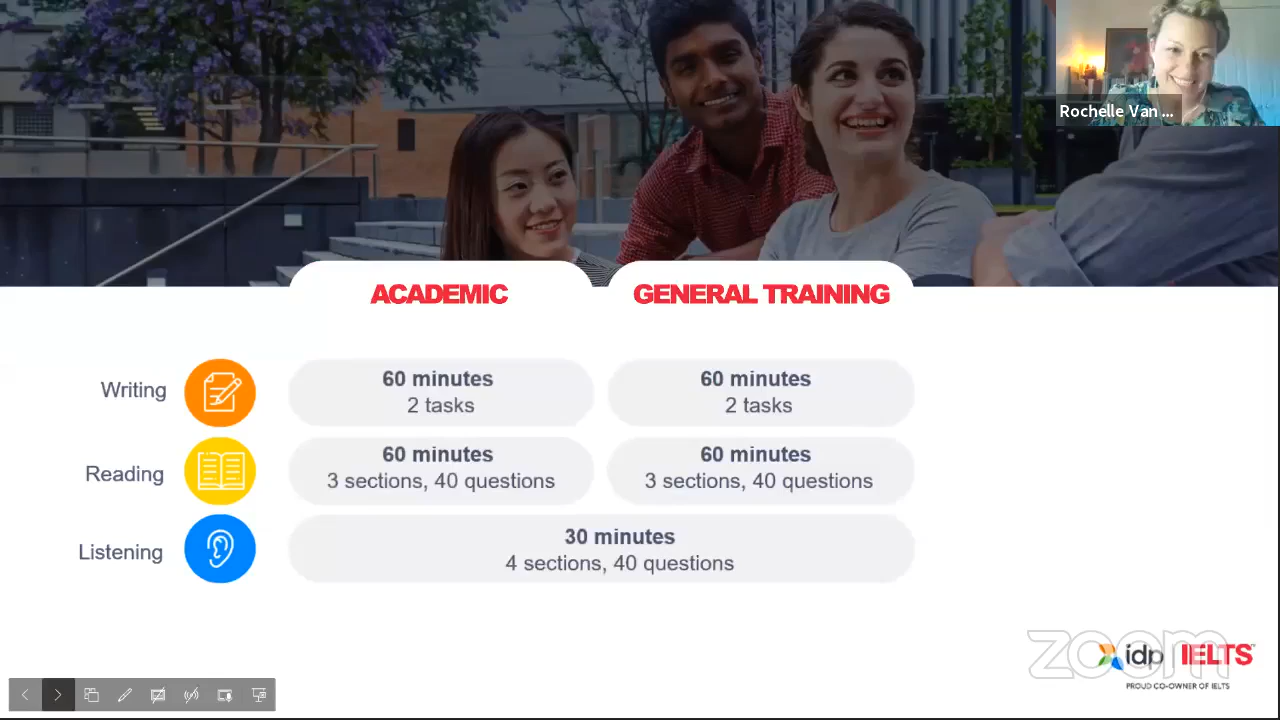 Rochelle Van ...
ACADEMIC
GENERAL TRAINING
Writing
60 minutes
2 tasks
60 minutes
2 tasks
Reading
60 minutes
3 sections, 40 questions
60 minutes
3 sections, 40 questions
Listening
30 minutes
4 sections, 40 questions
zoom
idp IELTS™
PROUD CO-OWNER OF IELTS